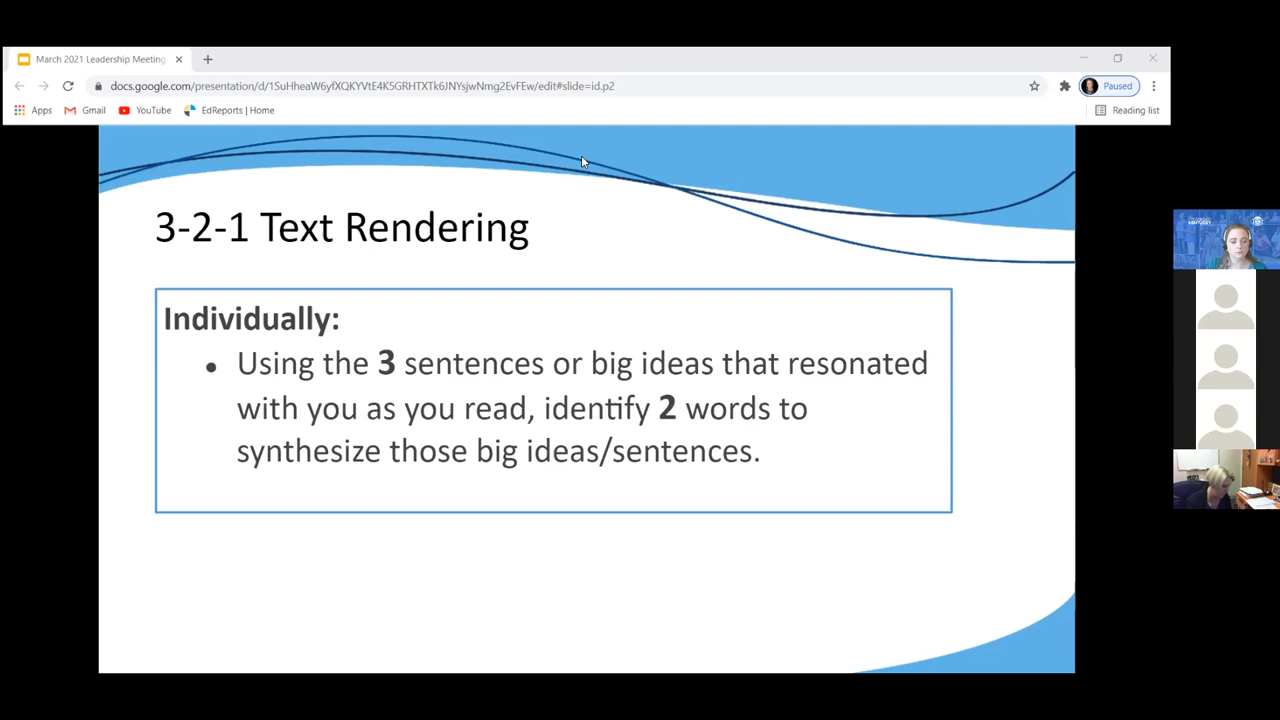 March 2021 Leadership Meeting
docs.google.com/presentation/d/1SuHheaW6yfXQKYVtE4K5GRHTXTk6JNYsjwNmg2EvFEw/edit#slide=id.p2
Paused
Apps Gmail YouTube EdReports | Home Reading list
3-2-1 Text Rendering
Individually:
• Using the 3 sentences or big ideas that resonated
with you as you read, identify 2 words to
synthesize those big ideas/sentences.
KENTUCKY